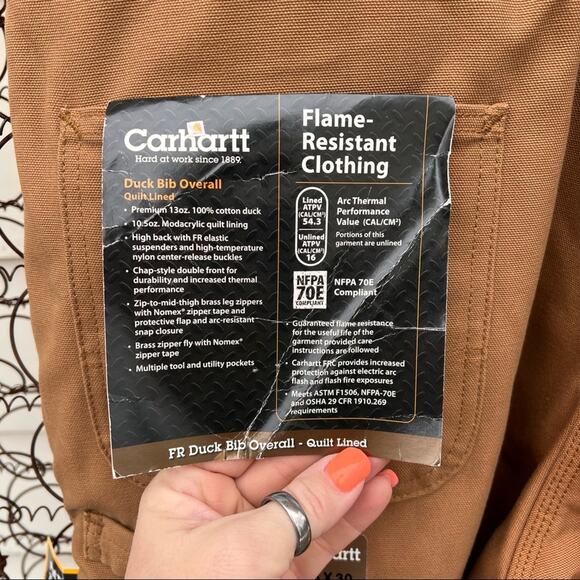 Carhartt
Hard at work since 1889.
Duck Bib Overall
Quilt Lined
• Premium 13oz. 100% cotton duck
• 10.5oz. Modacrylic quilt lining
• High back with FR elastic
suspenders and high-temperature
nylon center-release buckles
• Chap-style double front for
durability and increased thermal
performance
• Zip-to-mid-thigh brass leg zippers
with Nomex® zipper tape and
protective flap and arc-resistant
snap closure
• Brass zipper fly with Nomex®
zipper tape
• Multiple tool and utility pockets
Flame-
Resistant
Clothing
Lined
ATPV
(CAL/CM²)
54.3
Unlined
ATPV
(CAL/CM²)
16
Arc Thermal
Performance
Value (CAL/CM²)
Portions of this
garment are unlined
NFPA
70E
COMPLIANT
NFPA 70E
Compliant
• Guaranteed flame resistance
for the useful life of the
garment provided care
instructions are followed
• Carhartt FRC provides increased
protection against electric arc
flash and flash fire exposures
• Meets ASTM F1506, NFPA-70E
and OSHA 29 CFR 1910.269
requirements
FR Duck Bib Overall - Quilt Lined
X 30